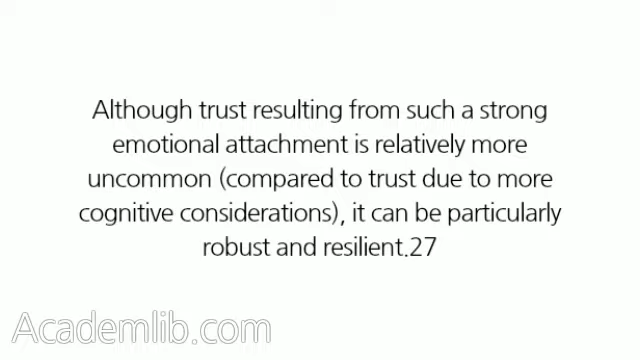 Although trust resulting from such a strong
emotional attachment is relatively more
uncommon (compared to trust due to more
cognitive considerations), it can be particularly
robust and resilient.27
Academlib.com